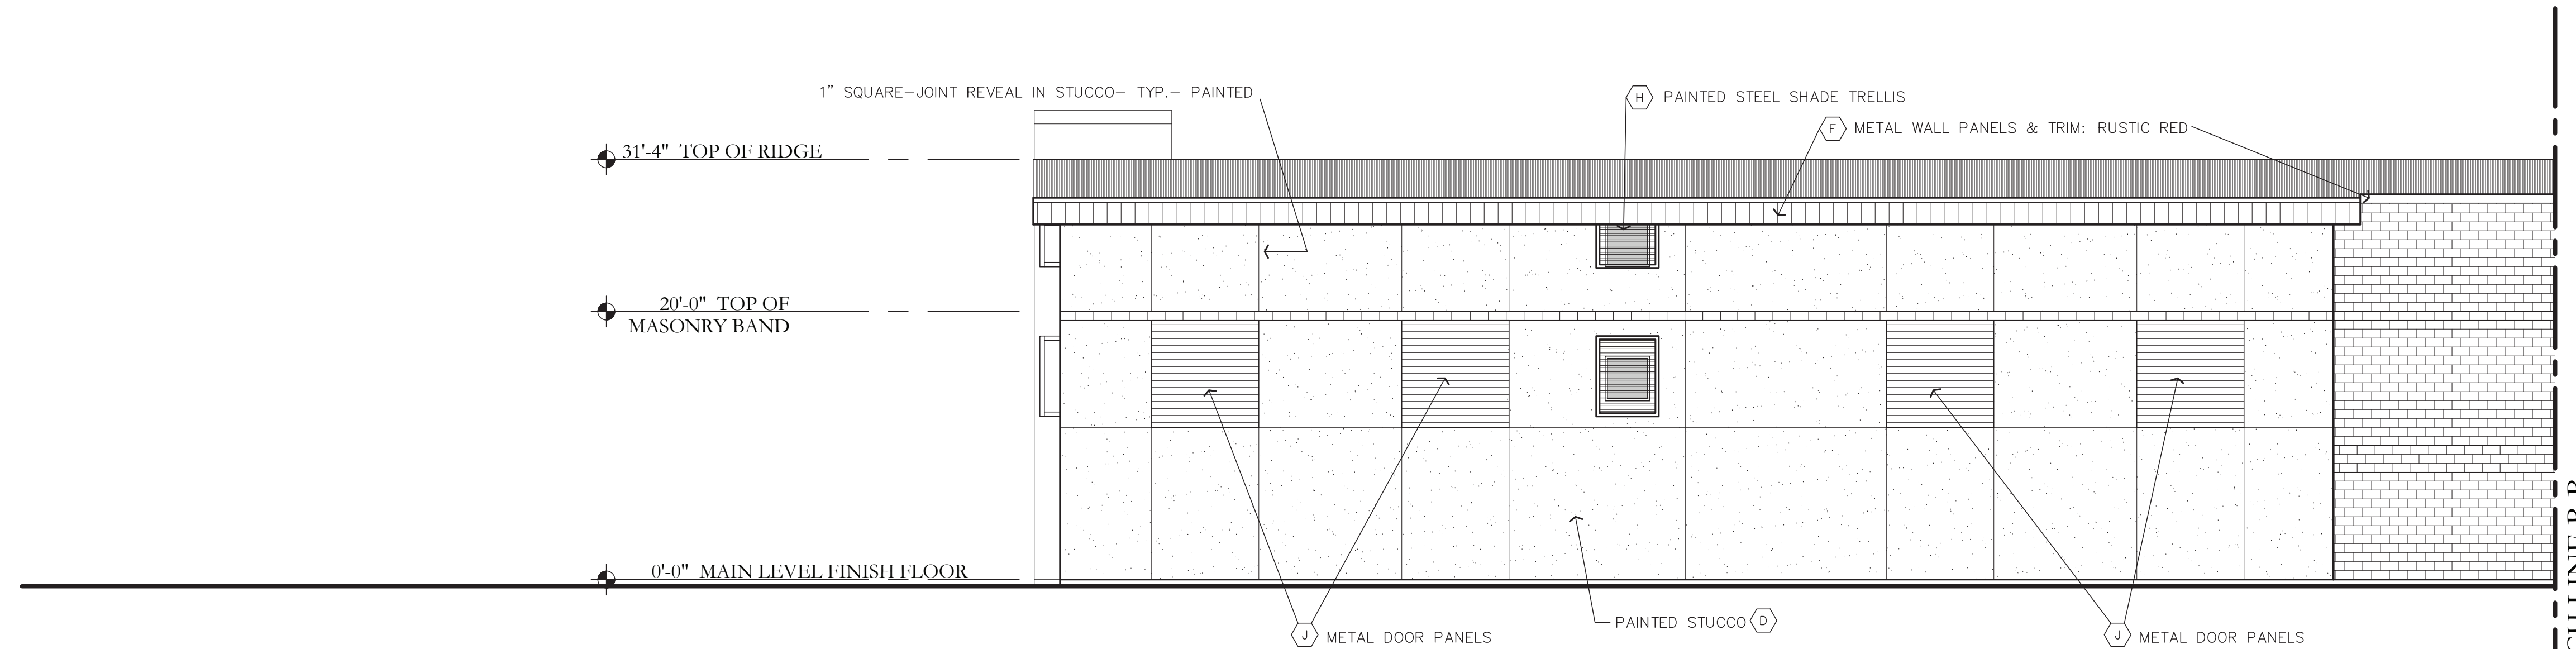 1” SQUARE-JOINT REVEAL IN STUCCO- TYP.- PAINTED
H PAINTED STEEL SHADE TRELLIS
F METAL WALL PANELS & TRIM: RUSTIC RED
31'-4" TOP OF RIDGE
20'-0" TOP OF
MASONRY BAND
0'-0" MAIN LEVEL FINISH FLOOR
PAINTED STUCCO D
J METAL DOOR PANELS
J METAL DOOR PANELS